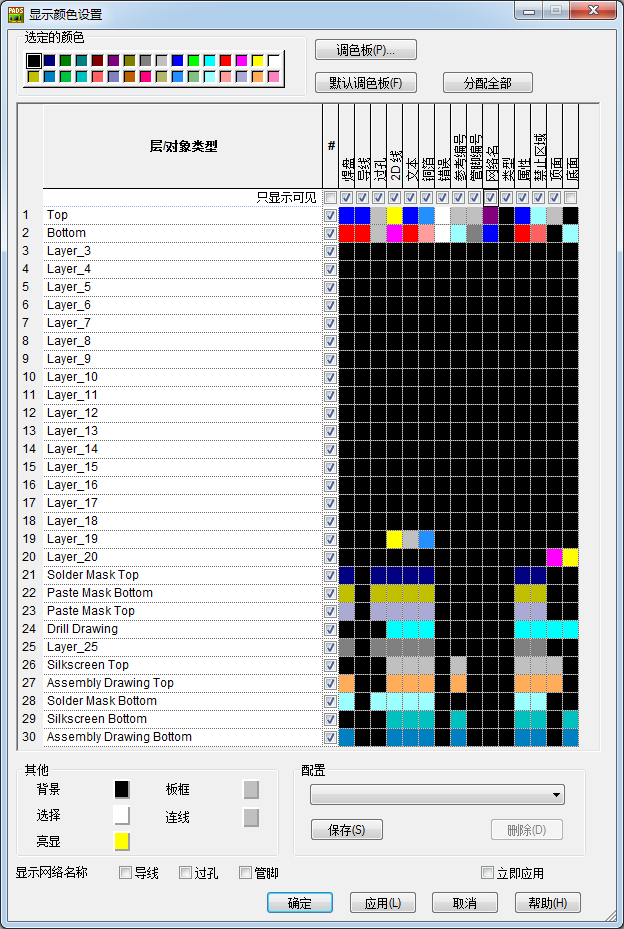 PADS
显示颜色设置
选定的颜色
调色板(P)...
默认调色板(F)
分配全部
层/对象类型
#
焊盘
导线
过孔
2D 线
文本
铜箔
错误
参考编号
管脚编号
网络名
类型
属性
禁止区域
顶面
底面
只显示可见
1 Top
2 Bottom
3 Layer_3
4 Layer_4
5 Layer_5
6 Layer_6
7 Layer_7
8 Layer_8
9 Layer_9
10 Layer_10
11 Layer_11
12 Layer_12
13 Layer_13
14 Layer_14
15 Layer_15
16 Layer_16
17 Layer_17
18 Layer_18
19 Layer_19
20 Layer_20
21 Solder Mask Top
22 Paste Mask Bottom
23 Paste Mask Top
24 Drill Drawing
25 Layer_25
26 Silkscreen Top
27 Assembly Drawing Top
28 Solder Mask Bottom
29 Silkscreen Bottom
30 Assembly Drawing Bottom
其他
背景
板框
选择
连线
亮显
配置
保存(S)
删除(D)
显示网络名称
导线
过孔
管脚
立即应用
确定
应用(L)
取消
帮助(H)